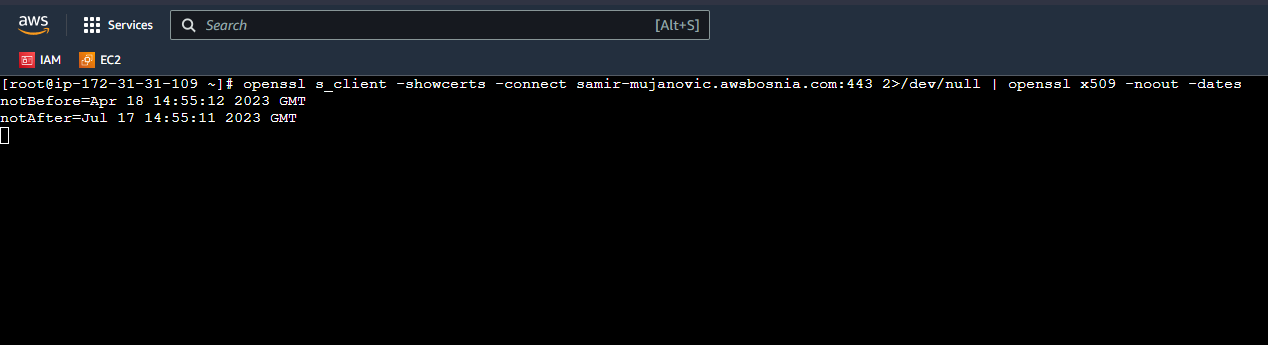 aws Services Search [Alt+S]
IAM EC2
[root@ip-172-31-31-109 ~]# openssl s_client -showcerts -connect samir-mujanovic.awsbosnia.com:443 2>/dev/null | openssl x509 -noout -dates
notBefore=Apr 18 14:55:12 2023 GMT
notAfter=Jul 17 14:55:11 2023 GMT